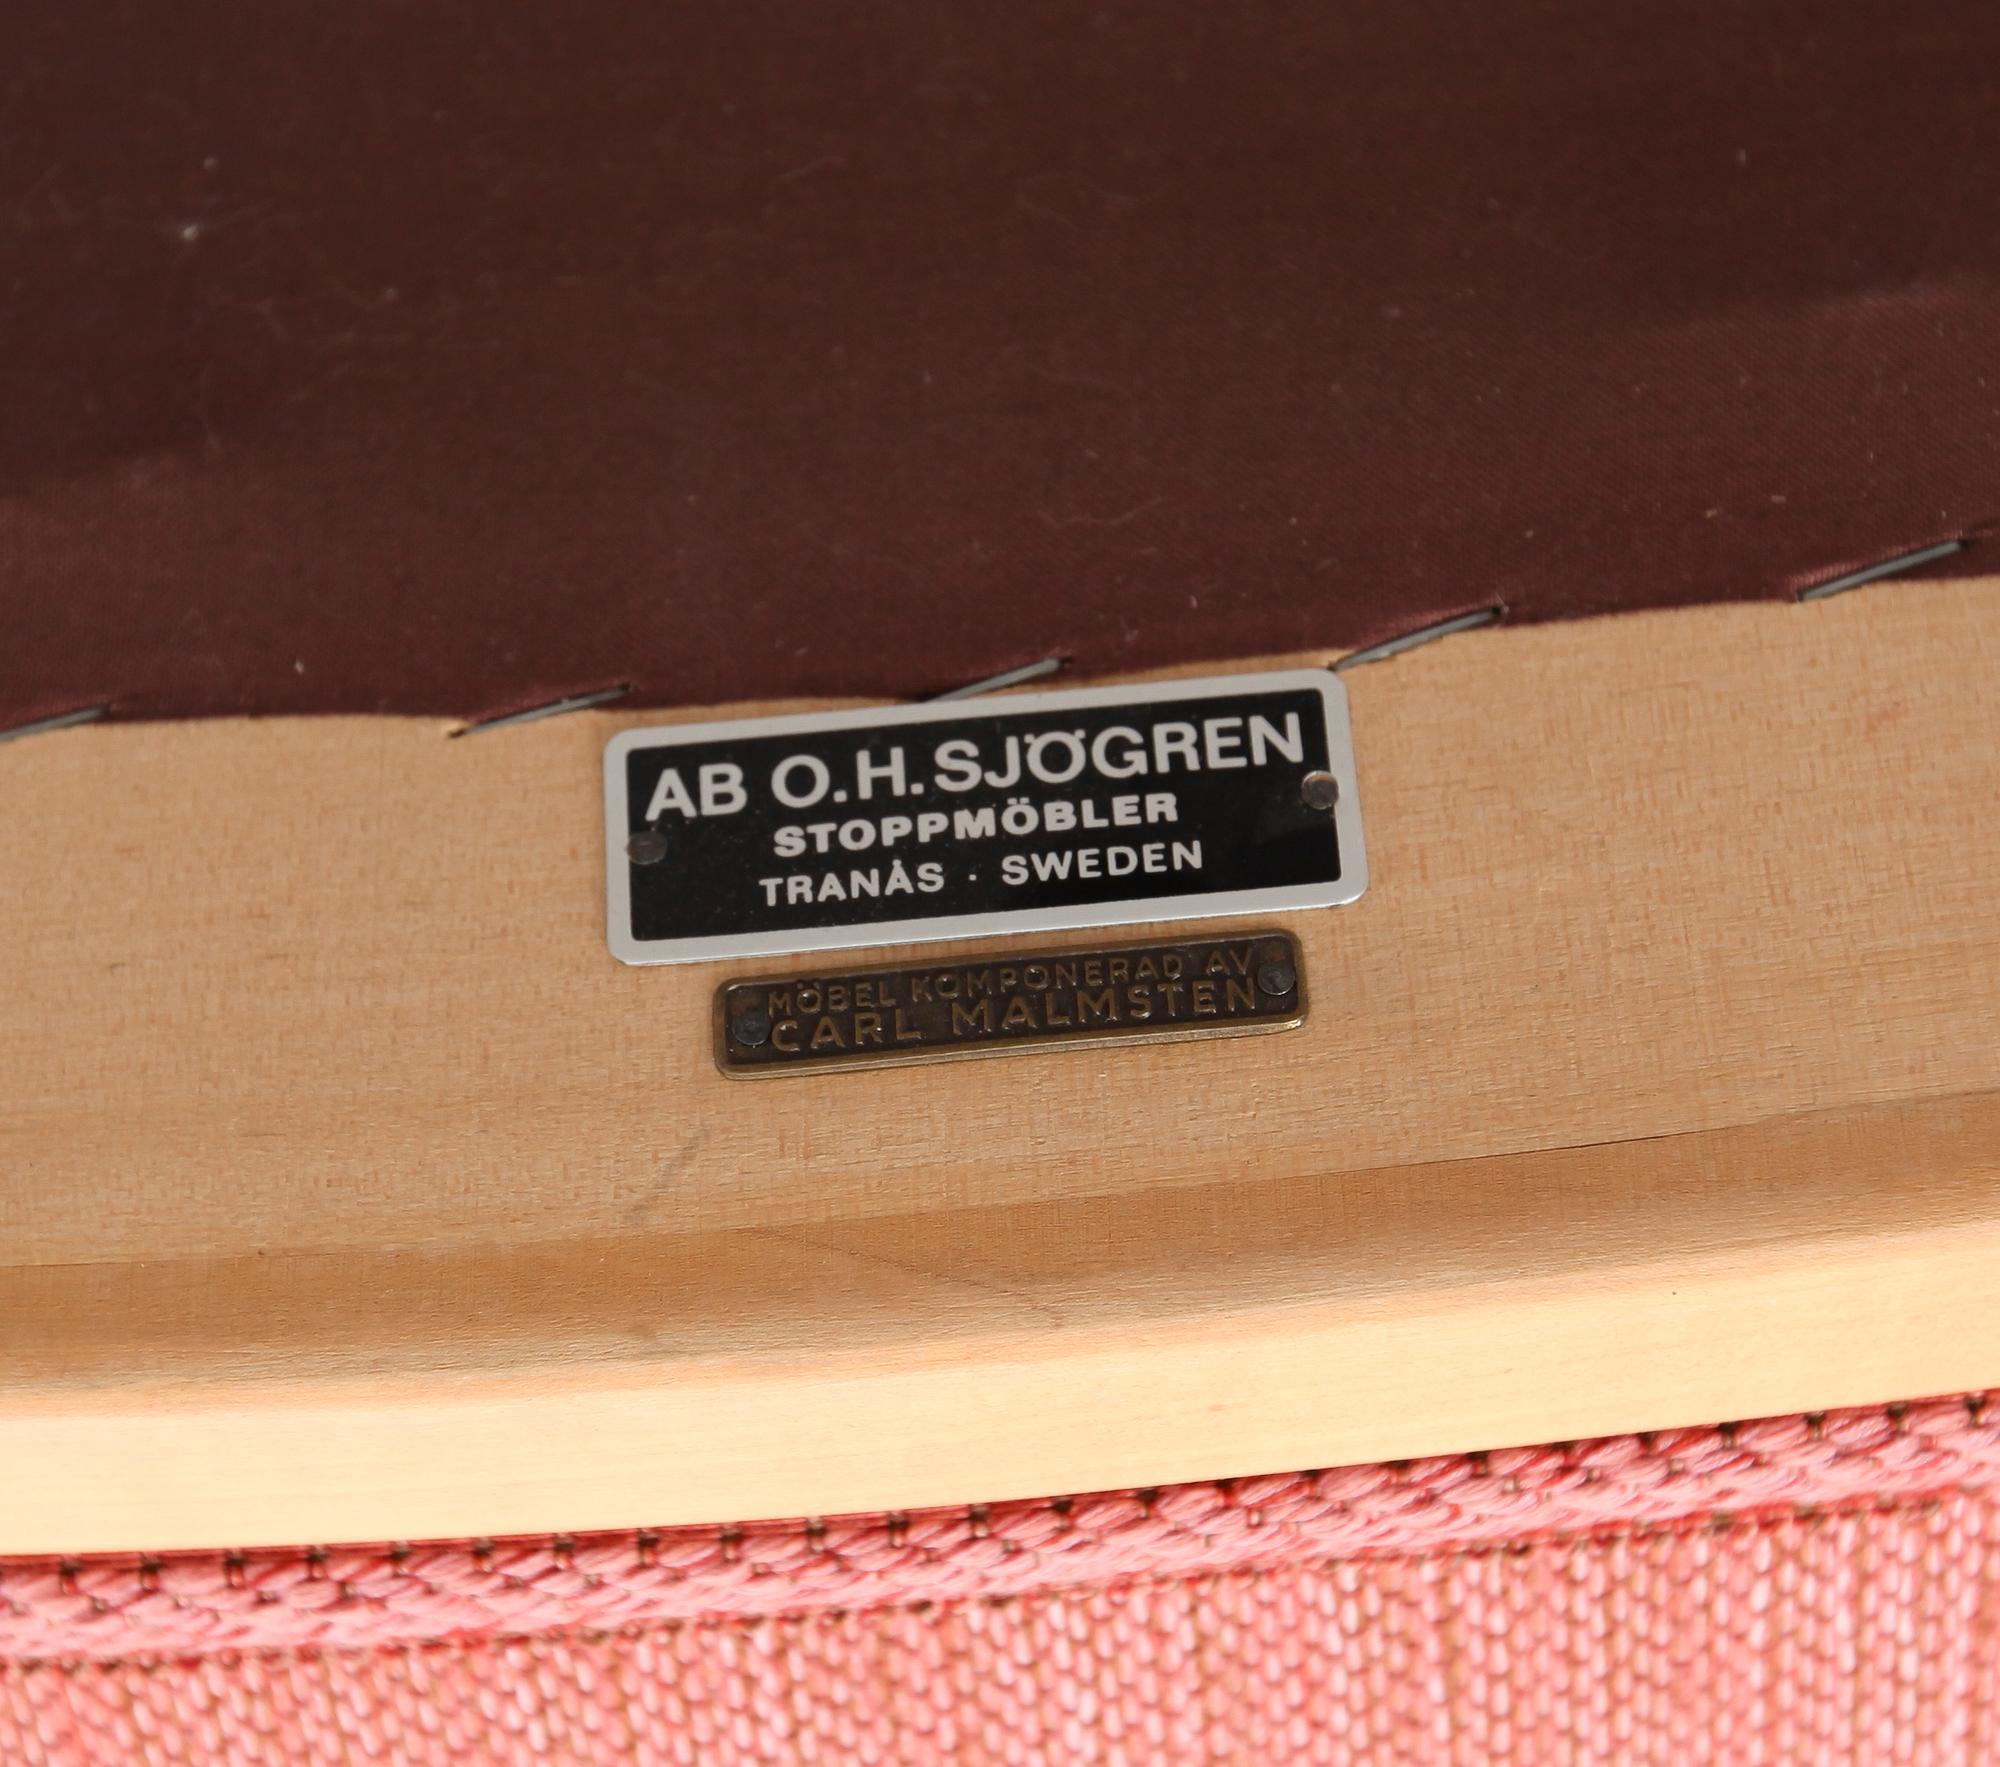 AB O.H. SJÖGREN
STOPPMÖBLER
TRANÅS · SWEDEN
MÖBEL KOMPONERAD AV
CARL MALMSTEN